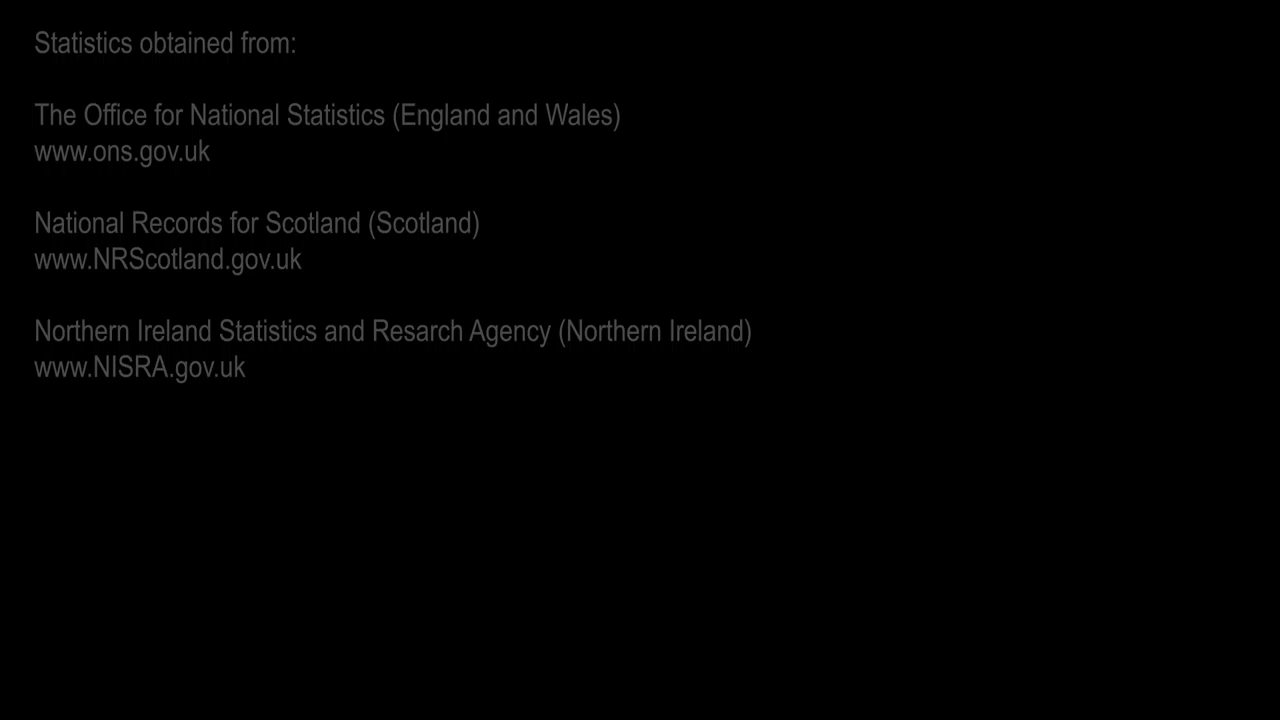 Statistics obtained from:
The Office for National Statistics (England and Wales)
www.ons.gov.uk
National Records for Scotland (Scotland)
www.NRScotland.gov.uk
Northern Ireland Statistics and Resarch Agency (Northern Ireland)
www.NISRA.gov.uk